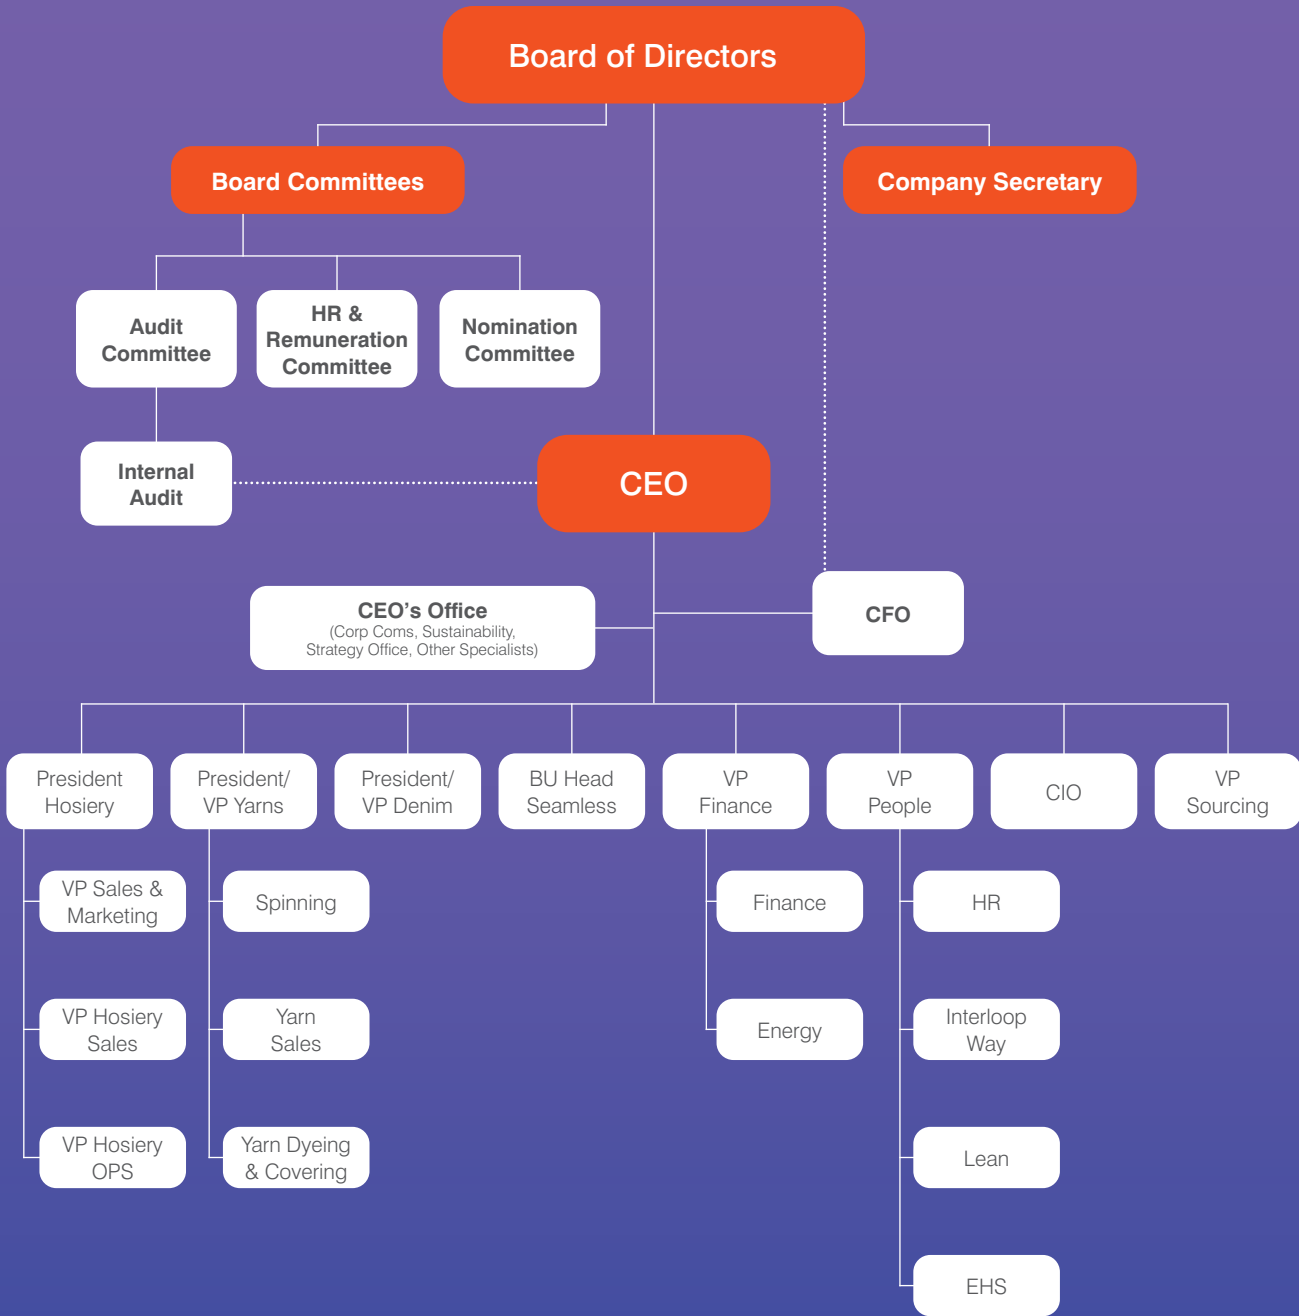 Board of Directors
Board Committees
Company Secretary
Audit
Committee
HR &
Remuneration
Committee
Nomination
Committee
Internal
Audit
CEO
CEO's Office
(Corp Coms, Sustainability,
Strategy Office, Other Specialists)
CFO
President
Hosiery
President/
VP Yarns
President/
VP Denim
BU Head
Seamless
VP
Finance
VP
People
CIO
VP
Sourcing
VP Sales &
Marketing
Spinning
Finance
HR
VP Hosiery
Sales
Yarn
Sales
Energy
Interloop
Way
VP Hosiery
OPS
Yarn Dyeing
& Covering
Lean
EHS